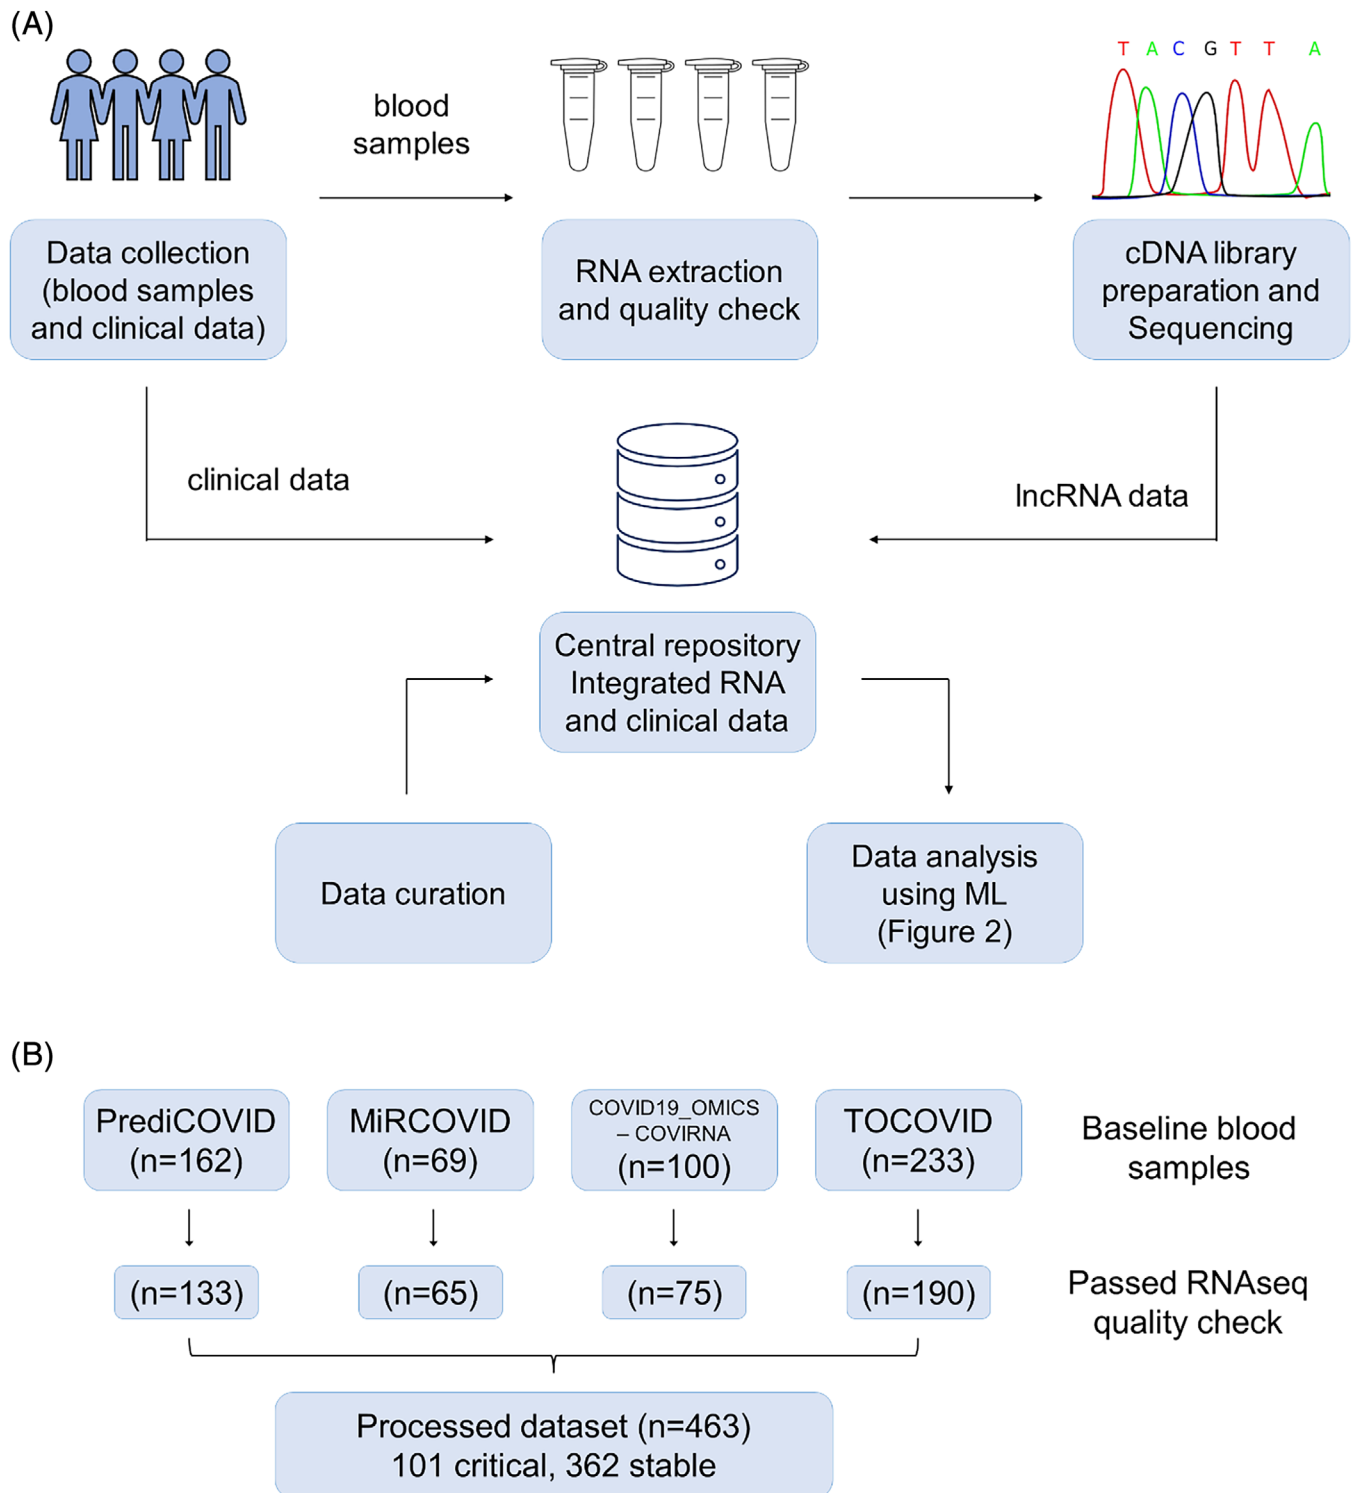 (A)
blood
samples
T A C G T T A
Data collection
(blood samples
and clinical data)
RNA extraction
and quality check
cDNA library
preparation and
Sequencing
clinical data
lncRNA data
Central repository
Integrated RNA
and clinical data
Data curation
Data analysis
using ML
(Figure 2)
(B)
PrediCOVID
(n=162)
MiRCOVID
(n=69)
COVID19_OMICS
– COVIRNA
(n=100)
TOCOVID
(n=233)
Baseline blood
samples
(n=133)
(n=65)
(n=75)
(n=190)
Passed RNAseq
quality check
Processed dataset (n=463)
101 critical, 362 stable